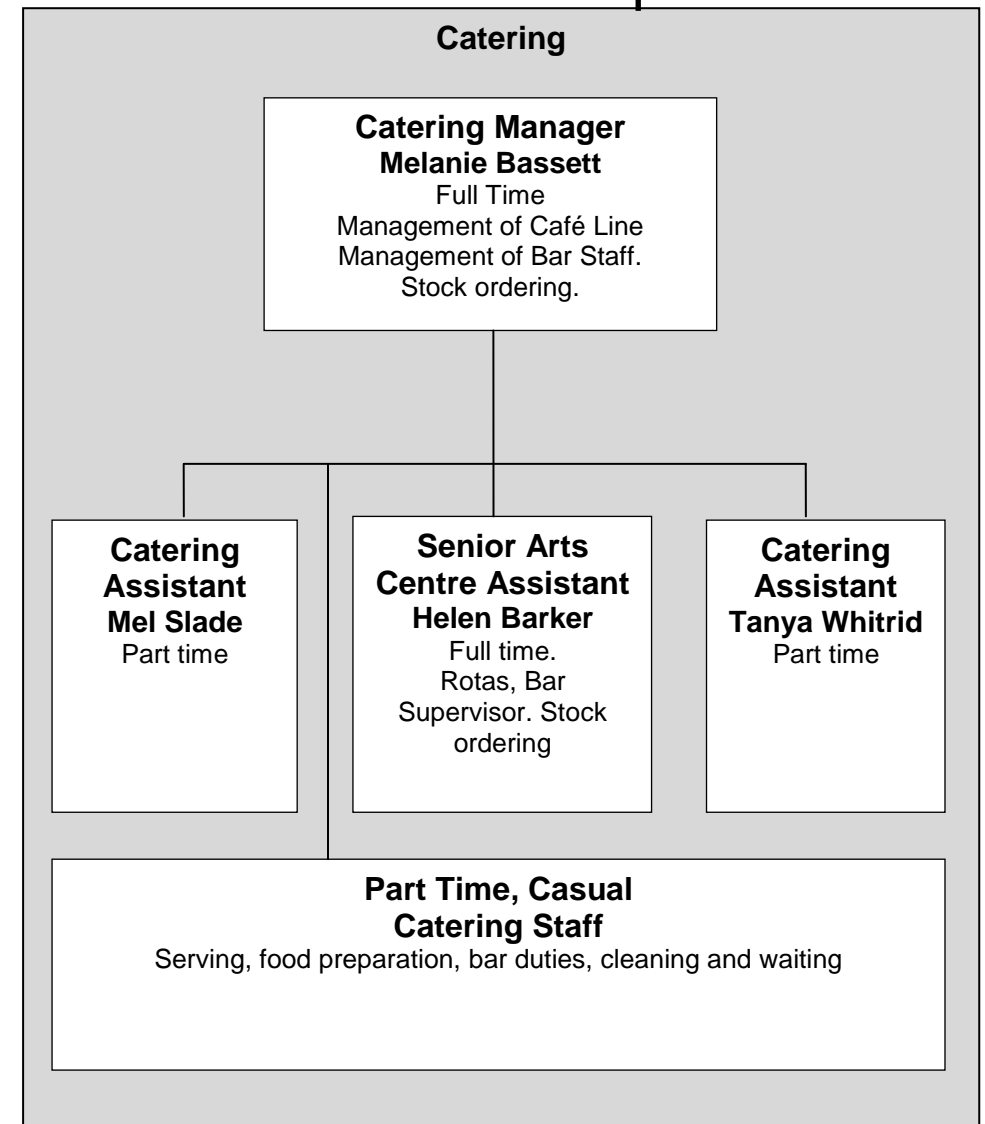 Catering
Catering Manager
Melanie Bassett
Full Time
Management of Café Line
Management of Bar Staff.
Stock ordering.
Catering
Assistant
Mel Slade
Part time
Senior Arts
Centre Assistant
Helen Barker
Full time.
Rotas, Bar
Supervisor. Stock
ordering
Catering
Assistant
Tanya Whitrid
Part time
Part Time, Casual
Catering Staff
Serving, food preparation, bar duties, cleaning and waiting